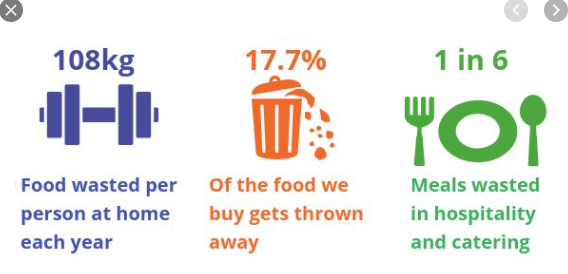 108kg
Food wasted per
person at home
each year
17.7%
Of the food we
buy gets thrown
away
1 in 6
Meals wasted
in hospitality
and catering